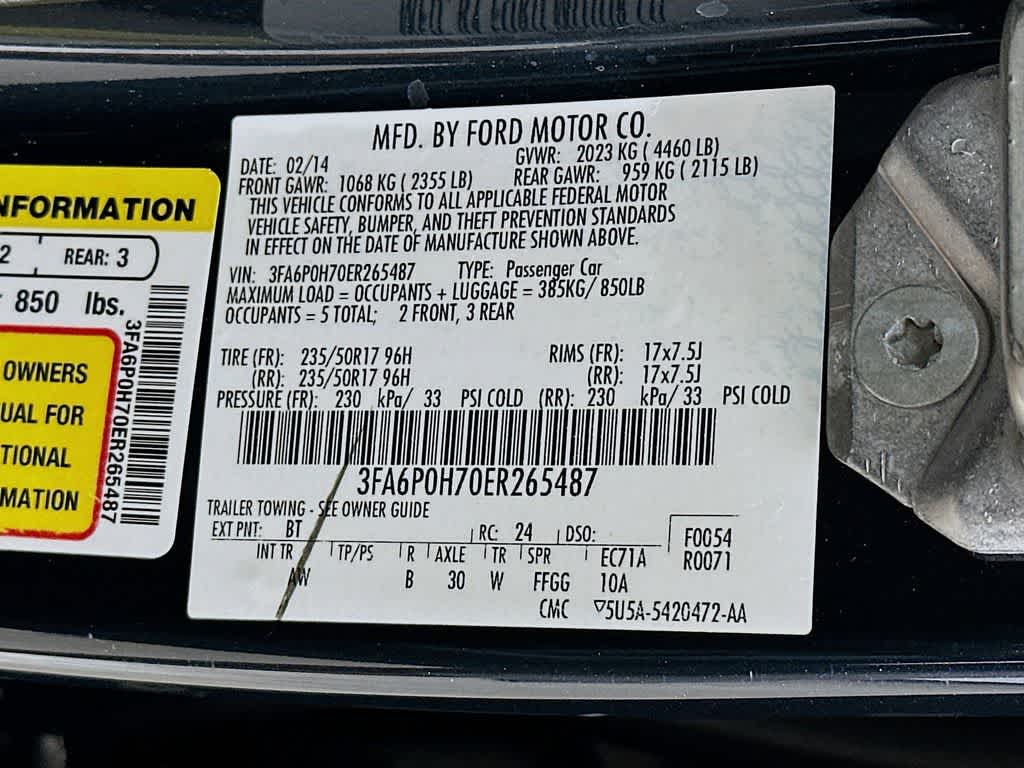 MFD. BY FORD MOTOR CO.
DATE: 02/14 GVWR: 2023 KG ( 4460 LB)
FRONT GAWR: 1068 KG ( 2355 LB) REAR GAWR: 959 KG ( 2115 LB)
THIS VEHICLE CONFORMS TO ALL APPLICABLE FEDERAL MOTOR
VEHICLE SAFETY, BUMPER, AND THEFT PREVENTION STANDARDS
IN EFFECT ON THE DATE OF MANUFACTURE SHOWN ABOVE.
VIN: 3FA6P0H70ER265487 TYPE: Passenger Car
MAXIMUM LOAD = OCCUPANTS + LUGGAGE = 385KG/ 850LB
OCCUPANTS = 5 TOTAL; 2 FRONT, 3 REAR
TIRE (FR): 235/50R17 96H RIMS (FR): 17x7.5J
(RR): 235/50R17 96H (RR): 17x7.5J
PRESSURE (FR): 230 kPa/ 33 PSI COLD (RR): 230 kPa/ 33 PSI COLD
3FA6P0H70ER265487
TRAILER TOWING - SEE OWNER GUIDE
EXT PNT: BT RC: 24 DSO: F0054
INT TR TP/PS R AXLE TR SPR EC71A R0071
AW B 30 W FFGG 10A
CMC ▽5U5A-5420472-AA
NFORMATION
2 REAR: 3
850 lbs.
OWNERS
UAL FOR
TIONAL
MATION
3FA6P0H70ER265487